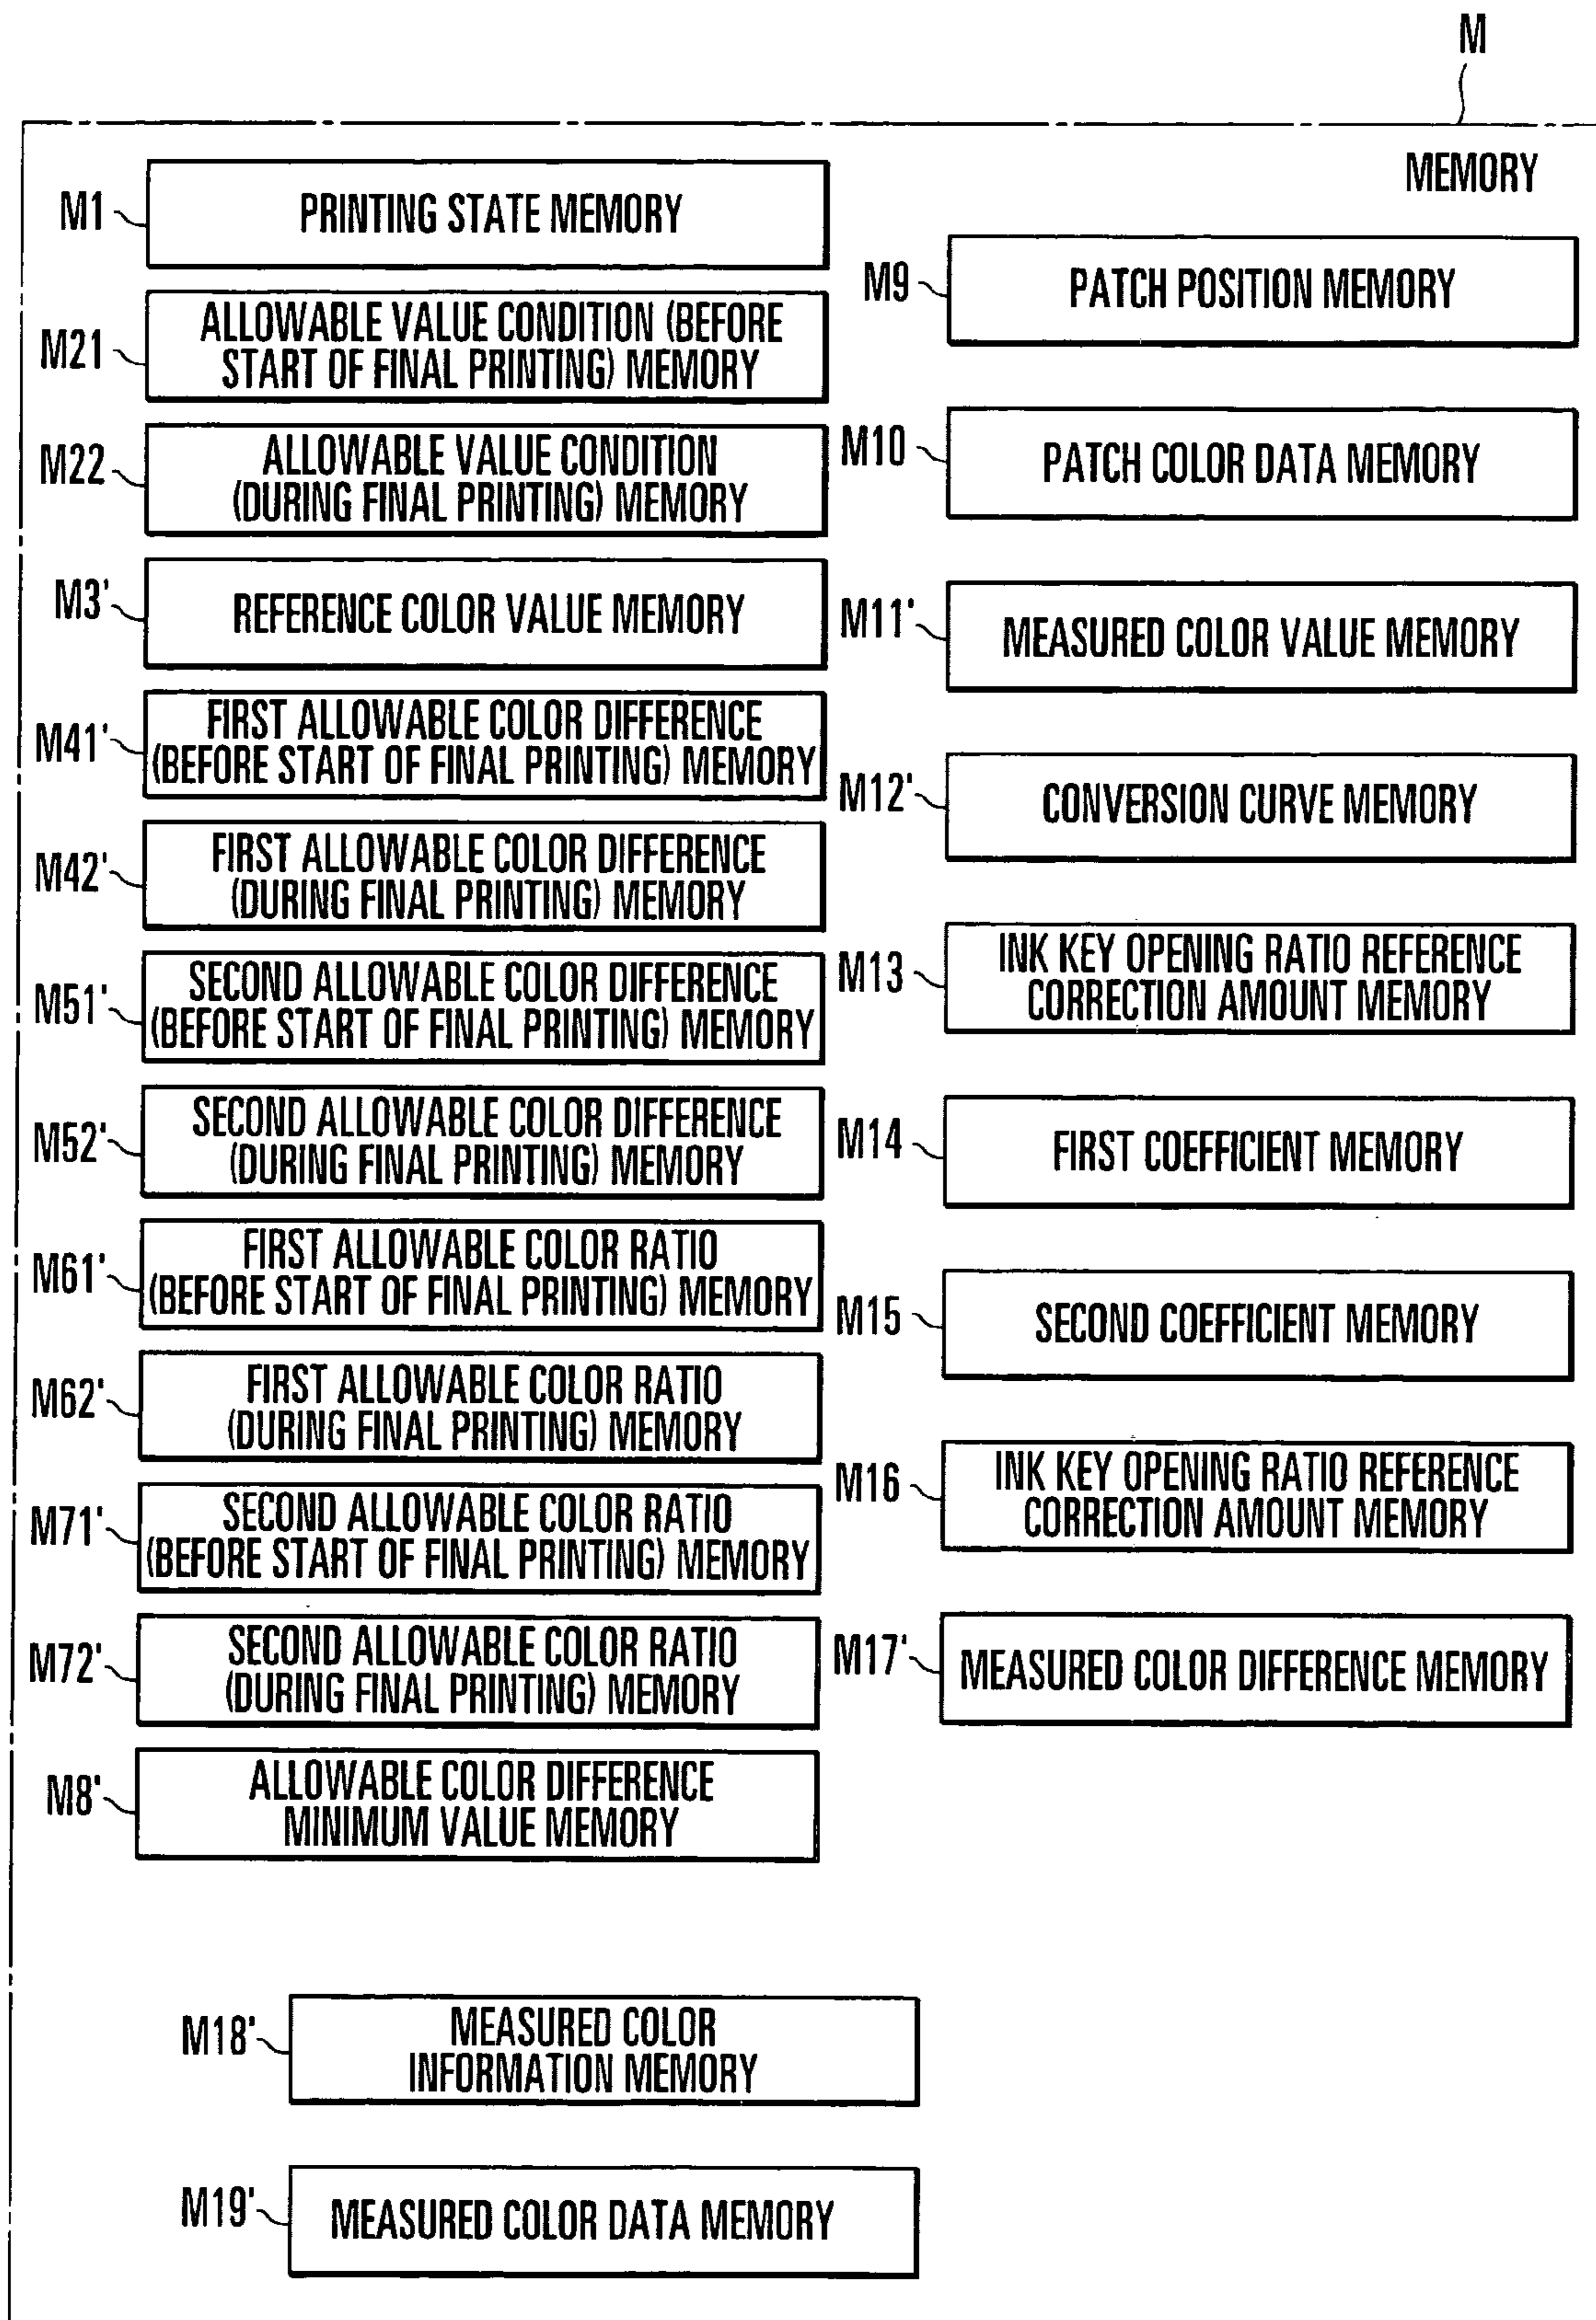 M
MEMORY
M1
PRINTING STATE MEMORY
M21
ALLOWABLE VALUE CONDITION (BEFORE
START OF FINAL PRINTING) MEMORY
M22
ALLOWABLE VALUE CONDITION
(DURING FINAL PRINTING) MEMORY
M3'
REFERENCE COLOR VALUE MEMORY
M41'
FIRST ALLOWABLE COLOR DIFFERENCE
(BEFORE START OF FINAL PRINTING) MEMORY
M42'
FIRST ALLOWABLE COLOR DIFFERENCE
(DURING FINAL PRINTING) MEMORY
M51'
SECOND ALLOWABLE COLOR DIFFERENCE
(BEFORE START OF FINAL PRINTING) MEMORY
M52'
SECOND ALLOWABLE COLOR DIFFERENCE
(DURING FINAL PRINTING) MEMORY
M61'
FIRST ALLOWABLE COLOR RATIO
(BEFORE START OF FINAL PRINTING) MEMORY
M62'
FIRST ALLOWABLE COLOR RATIO
(DURING FINAL PRINTING) MEMORY
M71'
SECOND ALLOWABLE COLOR RATIO
(BEFORE START OF FINAL PRINTING) MEMORY
M72'
SECOND ALLOWABLE COLOR RATIO
(DURING FINAL PRINTING) MEMORY
M8'
ALLOWABLE COLOR DIFFERENCE
MINIMUM VALUE MEMORY
M9
PATCH POSITION MEMORY
M10
PATCH COLOR DATA MEMORY
M11'
MEASURED COLOR VALUE MEMORY
M12'
CONVERSION CURVE MEMORY
M13
INK KEY OPENING RATIO REFERENCE
CORRECTION AMOUNT MEMORY
M14
FIRST COEFFICIENT MEMORY
M15
SECOND COEFFICIENT MEMORY
M16
INK KEY OPENING RATIO REFERENCE
CORRECTION AMOUNT MEMORY
M17'
MEASURED COLOR DIFFERENCE MEMORY
M18'
MEASURED COLOR
INFORMATION MEMORY
M19'
MEASURED COLOR DATA MEMORY